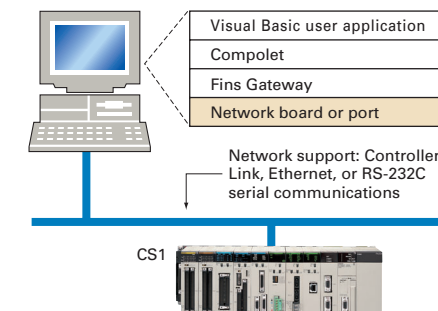 Visual Basic user application
Compolet
Fins Gateway
Network board or port
Network support: Controller
Link, Ethernet, or RS-232C
serial communications
CS1